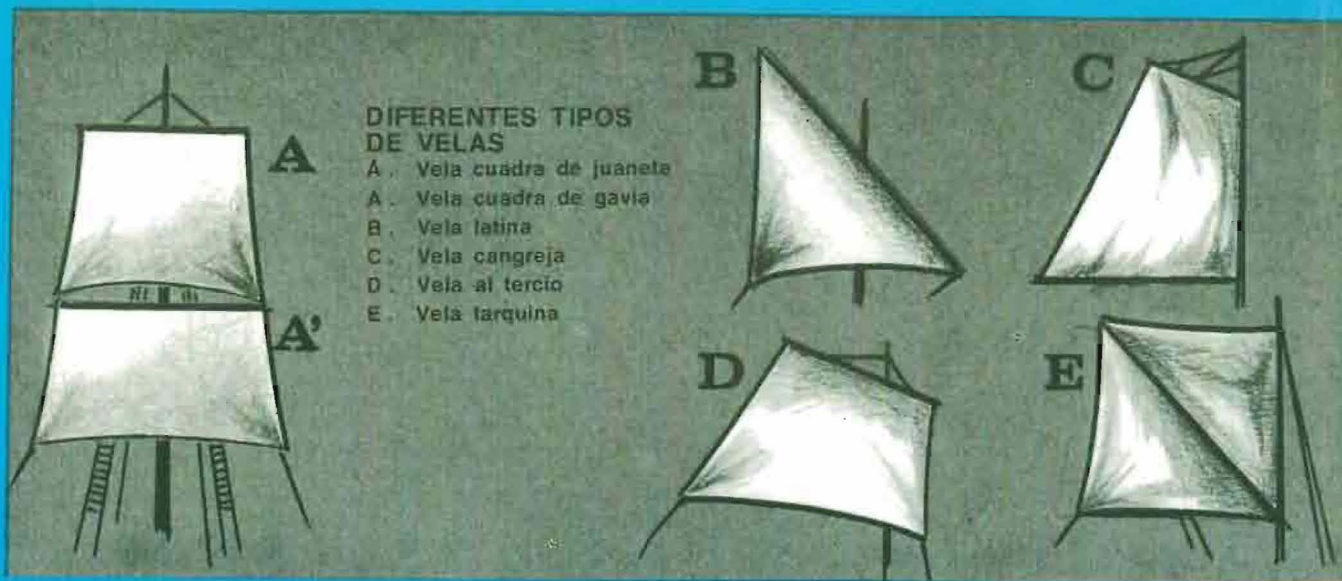 DIFERENTES TIPOS
DE VELAS
A. Vela cuadra de juanete
A. Vela cuadra de gavia
B. Vela latina
C. Vela cangreja
D. Vela al tercio
E. Vela tarquina
A
A'
B
C
D
E